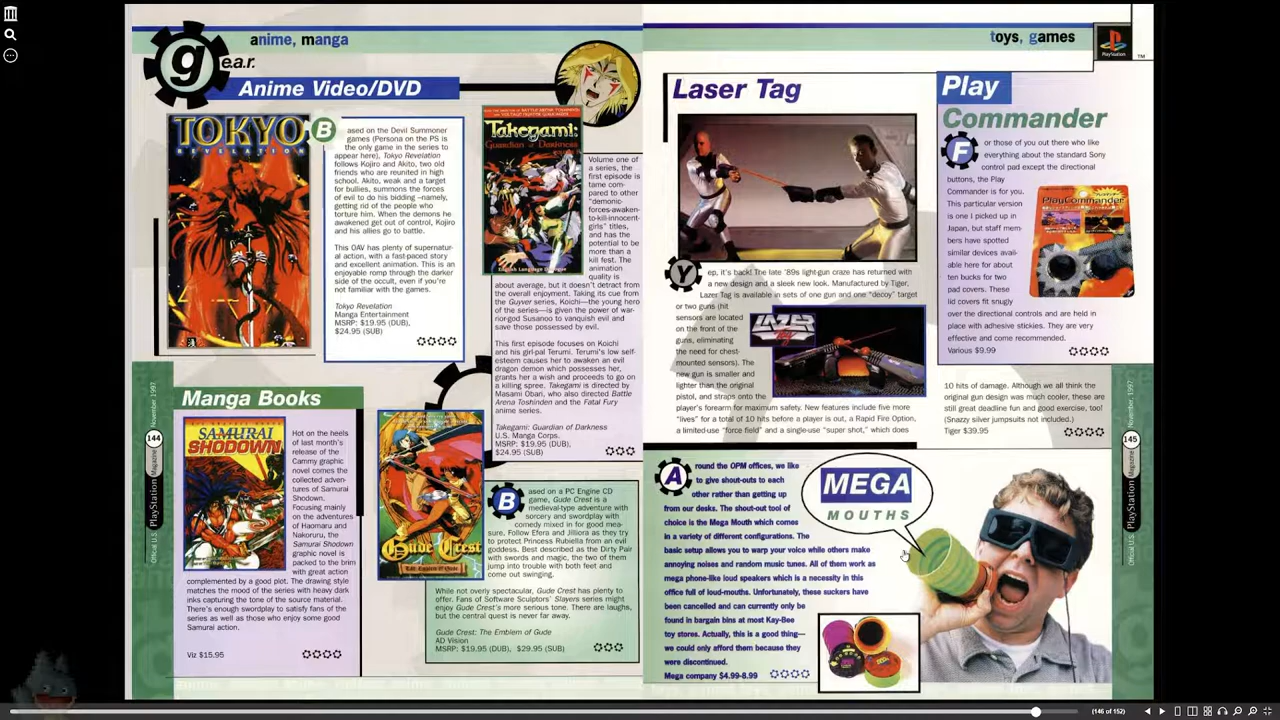 anime, manga
g e.a.r.
Anime Video/DVD
TOKYO
REVELATION
B
ased on the Devil Summoner
games (Persona on the PS is
the only game in the series to
appear here), Tokyo Revelation
follows Kojiro and Akito, two old
friends who are reunited in high
school. Akito, weak and a target
for bullies, summons the forces
of evil to do his bidding –namely,
getting rid of the people who
torture him. When the demons he
awakened get out of control, Kojiro
and his allies go to battle.
This OAV has plenty of supernatur-
al action, with a fast-paced story
and excellent animation. This is an
enjoyable romp through the darker
side of the occult, even if you're
not familiar with the games.
Tokyo Revelation
Manga Entertainment
MSRP: $19.95 (DUB),
$24.95 (SUB)
Takegami:
Guardian of Darkness
English Language Dialogue
Volume one of
a series, the
first episode is
tame com-
pared to other
"demonic-
forces-awaken-
to-kill-innocent-
girls" titles,
and has the
potential to be
more than a
kill fest. The
animation
quality is
about average, but it doesn't detract from
the overall enjoyment. Taking its cue from
the Guyver series, Koichi—the young hero
of the series—is given the power of war-
rior-god Susanoo to vanquish evil and
save those possessed by evil.
This first episode focuses on Koichi
and his girl-pal Terumi. Terumi's low self-
esteem causes her to awaken an evil
dragon demon which possesses her,
grants her a wish and proceeds to go on
a killing spree. Takegami is directed by
Masami Obari, who also directed Battle
Arena Toshinden and the Fatal Fury
anime series.
Takegami: Guardian of Darkness
U.S. Manga Corps.
MSRP: $19.95 (DUB),
$24.95 (SUB)
Manga Books
SAMURAI
SHODOWN
Hot on the heels
of last month's
release of the
Cammy graphic
novel comes the
collected adven-
tures of Samurai
Shodown.
Focusing mainly
on the adventures
of Haomaru and
Nakoruru, the
Samurai Shodown
graphic novel is
packed to the brim
with great action
complemented by a good plot. The drawing style
matches the mood of the series with heavy dark
inks capturing the tone of the source material.
There's enough swordplay to satisfy fans of the
series as well as those who enjoy some good
Samurai action.
Viz $15.95
Gude Crest
B
ased on a PC Engine CD
game, Gude Crest is a
medieval-type adventure with
sorcery and swordplay with
comedy mixed in for good mea-
sure. Follow Efera and Jiliora as they try
to protect Princess Rubiella from an evil
goddess. Best described as the Dirty Pair
with swords and magic, the two of them
jump into trouble with both feet and
come out swinging.
While not overly spectacular, Gude Crest has plenty to
offer. Fans of Software Sculptors' Slayers series might
enjoy Gude Crest's more serious tone. There are laughs,
but the central quest is never far away.
Gude Crest: The Emblem of Gude
AD Vision
MSRP: $19.95 (DUB), $29.95 (SUB)
November 1997
144
Official U.S. PlayStation Magazine
toys, games
PlayStation
TM
Laser Tag
Y
ep, it's back! The late '89s light-gun craze has returned with
a new design and a sleek new look. Manufactured by Tiger,
Lazer Tag is available in sets of one gun and one "decoy" target
or two guns (hit
sensors are located
on the front of the
guns, eliminating
the need for chest-
mounted sensors). The
new gun is smaller and
lighter than the original
pistol, and straps onto the
player's forearm for maximum safety. New features include five more
"lives" for a total of 10 hits before a player is out, a Rapid Fire Option,
a limited-use "force field" and a single-use "super shot," which does
LAZER
10 hits of damage. Although we all think the
original gun design was much cooler, these are
still great deadline fun and good exercise, too!
(Snazzy silver jumpsuits not included.)
Tiger $39.95
Play
Commander
F
or those of you out there who like
everything about the standard Sony
control pad except the directional
buttons, the Play
Commander is for you.
This particular version
is one I picked up in
Japan, but staff mem-
bers have spotted
similar devices avail-
able here for about
ten bucks for two
pad covers. These
lid covers fit snugly
over the directional controls and are held in
place with adhesive stickies. They are very
effective and come recommended.
Various $9.99
PlayCommander
A
round the OPM offices, we like
to give shout-outs to each
other rather than getting up
from our desks. The shout-out tool of
choice is the Mega Mouth which comes
in a variety of different configurations. The
basic setup allows you to warp your voice while others make
annoying noises and random music tunes. All of them work as
mega phone-like loud speakers which is a necessity in this
office full of loud-mouths. Unfortunately, these suckers have
been cancelled and can currently only be
found in bargain bins at most Kay-Bee
toy stores. Actually, this is a good thing—
we could only afford them because they
were discontinued.
Mega company $4.99-8.99
MEGA
MOUTHS
November, 1997
145
Official U.S. PlayStation Magazine
(146 of 152)